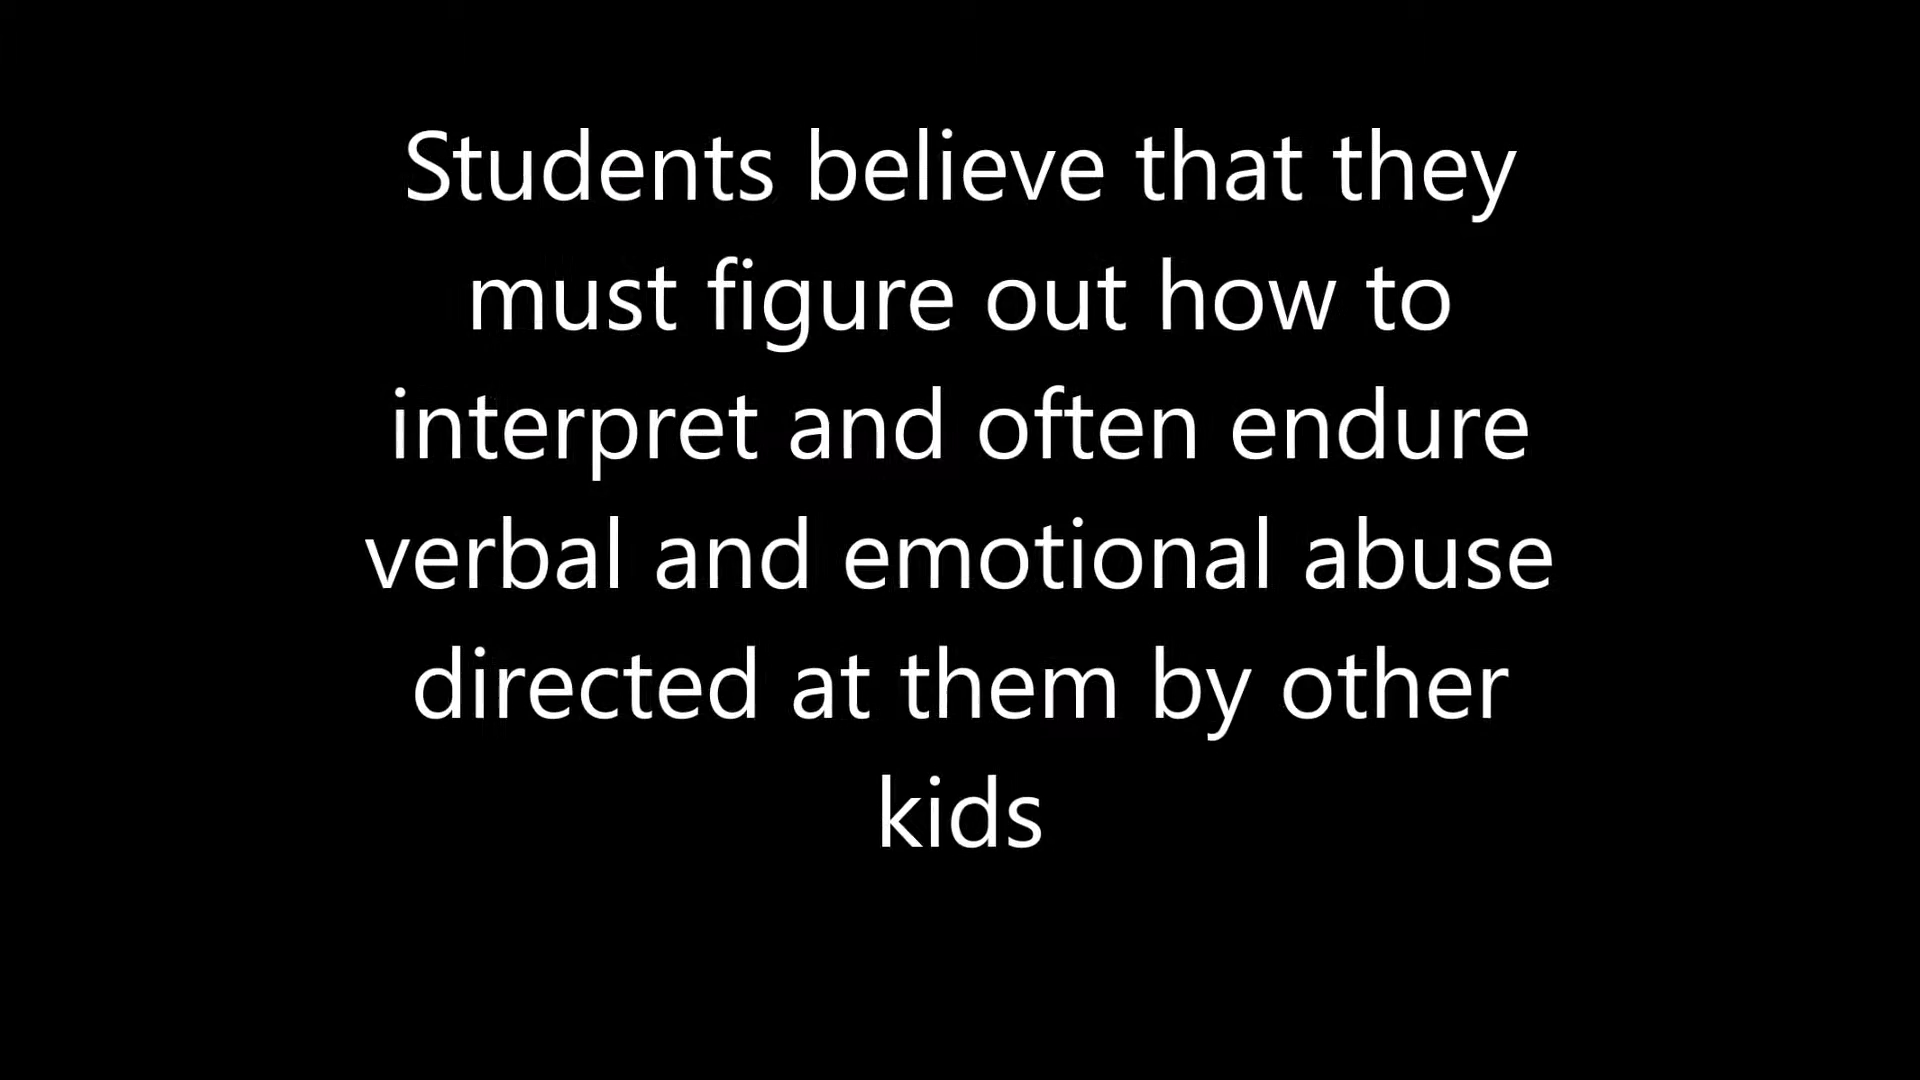 Students believe that they
must figure out how to
interpret and often endure
verbal and emotional abuse
directed at them by other
kids